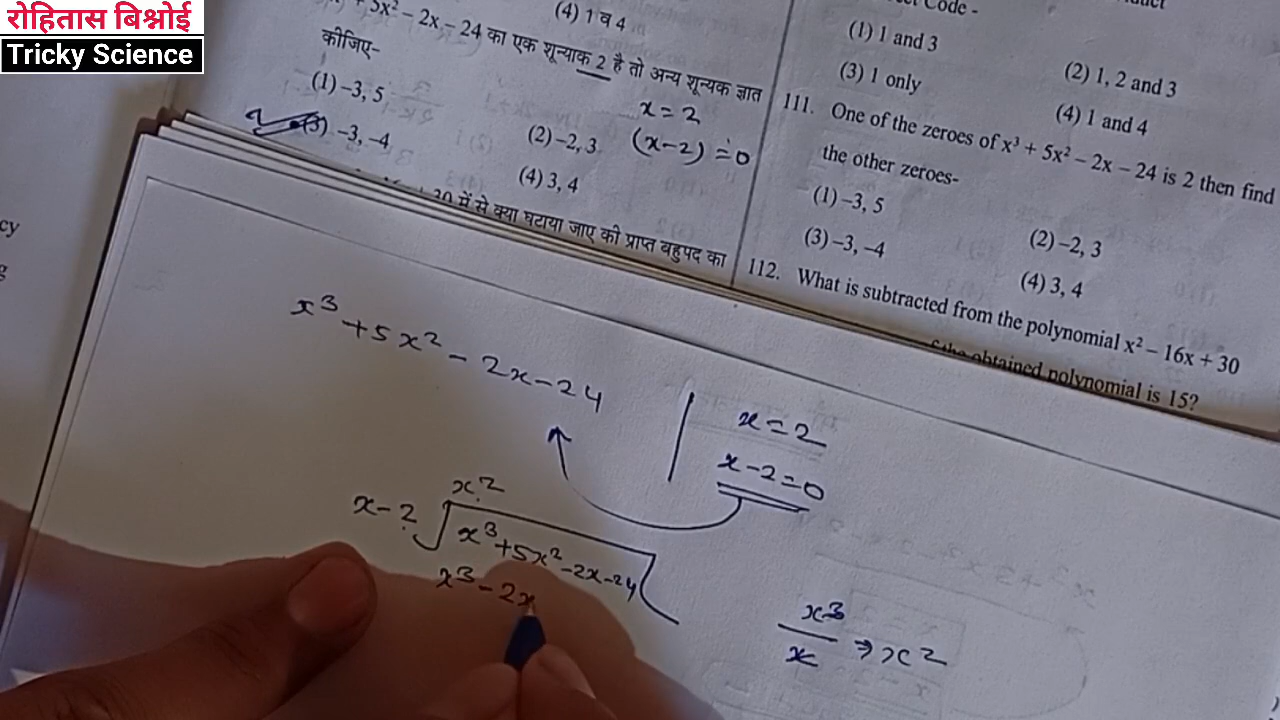 रोहितास बिश्नोई
Tricky Science
+ 5x² − 2x − 24 का एक शून्याक 2 है तो अन्य शून्यक ज्ञात
कीजिए-
(4) 1 व 4
(1) −3, 5
(2) −2, 3
(3) −3, −4
(4) 3, 4
x = 2
(x−2) = 0
30 में से क्या घटाया जाए की प्राप्त बहुपद का
Code -
(1) 1 and 3
(2) 1, 2 and 3
(3) 1 only
(4) 1 and 4
111. One of the zeroes of x³ + 5x² − 2x − 24 is 2 then find
the other zeroes-
(1) −3, 5
(2) −2, 3
(3) −3, −4
(4) 3, 4
112. What is subtracted from the polynomial x² − 16x + 30
the obtained polynomial is 15?
x³ + 5x² − 2x − 24
x = 2
x − 2 = 0
x²
x − 2
x³ + 5x² − 2x − 24
x³ − 2x
x³
x
⇒ x²